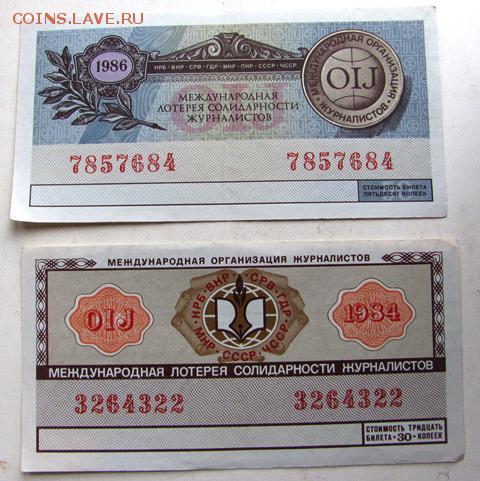 COINS.LAVE.RU
1986
НРБ · ВНР · СРВ · ГДР · МНР · ПНР · СССР · ЧССР
МЕЖДУНАРОДНАЯ ОРГАНИЗАЦИЯ ЖУРНАЛИСТОВ
OIJ
OIJ
МЕЖДУНАРОДНАЯ
ЛОТЕРЕЯ СОЛИДАРНОСТИ
ЖУРНАЛИСТОВ
7857684 7857684
СТОИМОСТЬ БИЛЕТА
ПЯТЬДЕСЯТ КОПЕЕК
МЕЖДУНАРОДНАЯ ОРГАНИЗАЦИЯ ЖУРНАЛИСТОВ
НРБ · ВНР · СРВ · ГДР
OIJ 1984
МНР · СССР · ЧССР
МЕЖДУНАРОДНАЯ ЛОТЕРЕЯ СОЛИДАРНОСТИ ЖУРНАЛИСТОВ
3264322 3264322
СТОИМОСТЬ ТРИДЦАТЬ
БИЛЕТА · 30 · КОПЕЕК